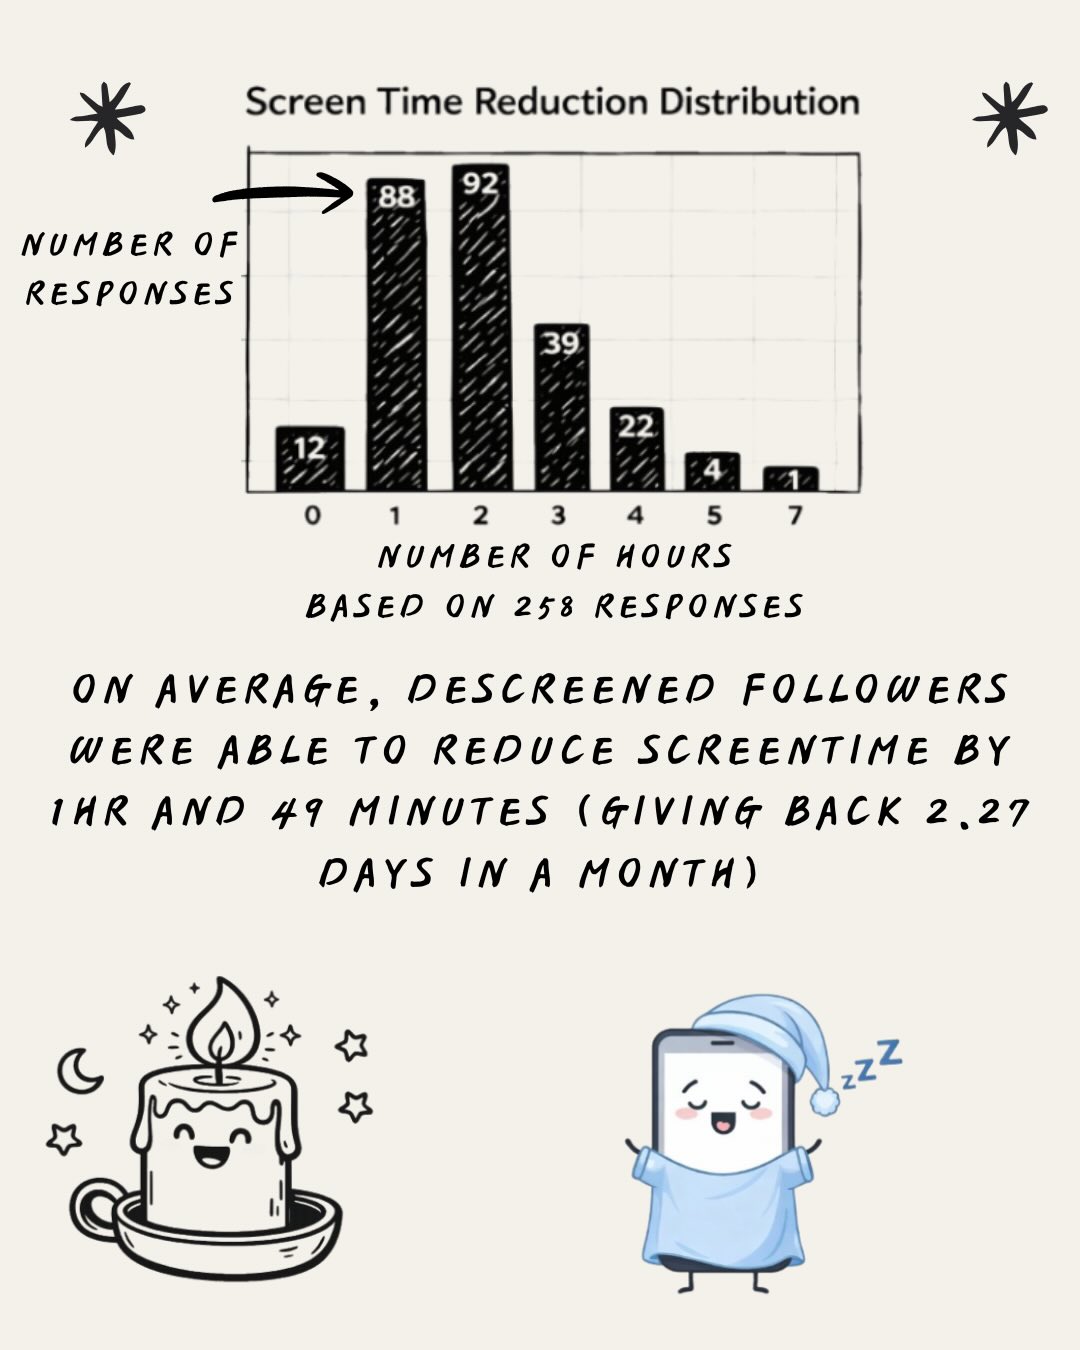 Screen Time Reduction Distribution
NUMBER OF
RESPONSES
88
92
39
22
12
4
1
0 1 2 3 4 5 7
NUMBER OF HOURS
BASED ON 258 RESPONSES
ON AVERAGE, DESCREENED FOLLOWERS
WERE ABLE TO REDUCE SCREENTIME BY
1HR AND 49 MINUTES (GIVING BACK 2.27
DAYS IN A MONTH)
z z Z